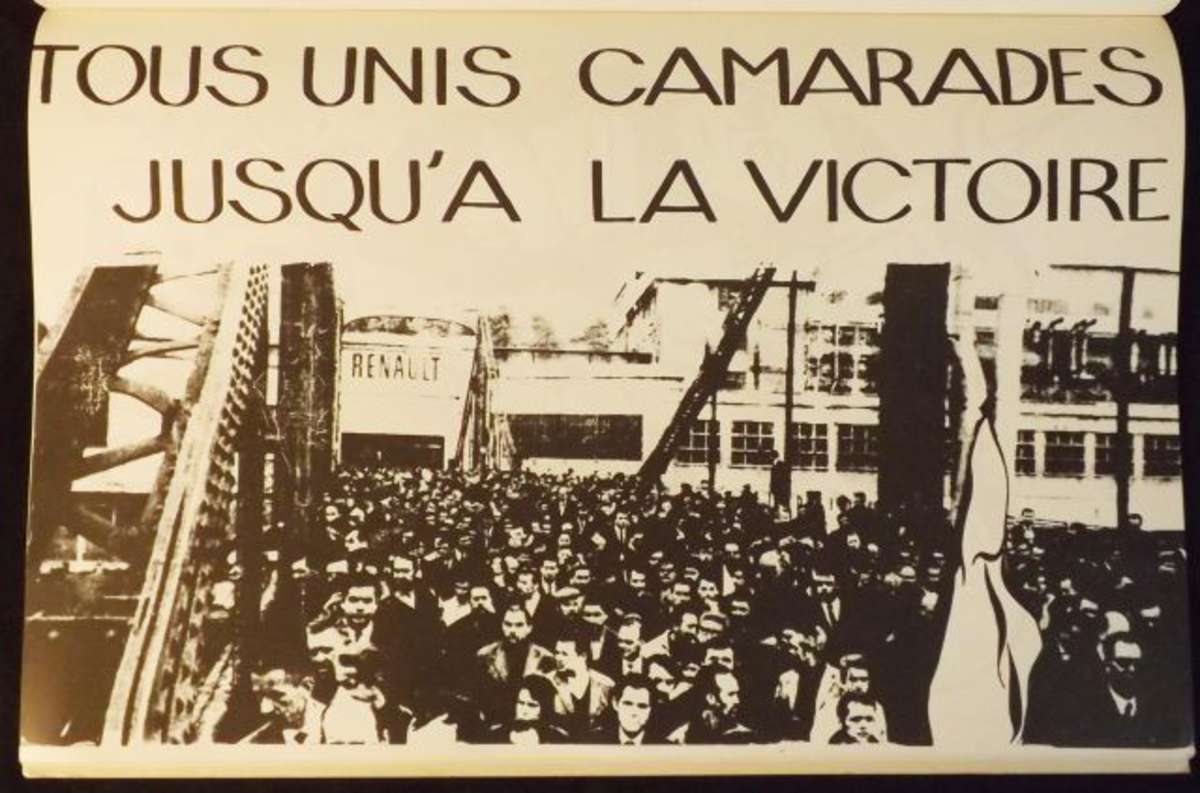 TOUS UNIS CAMARADES
JUSQU'A LA VICTOIRE
RENAULT